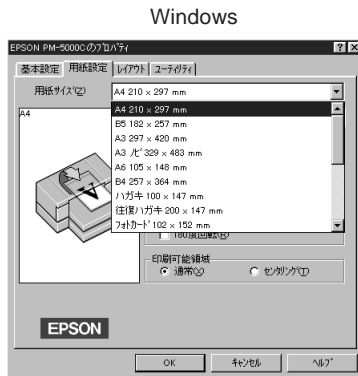 Windows
EPSON PM-5000Cのプロパティ
基本設定 用紙設定 レイアウト ユーティリティ
用紙サイズ(Z) A4 210 × 297 mm
A4
A4 210 × 297 mm
B5 182 × 257 mm
A3 297 × 420 mm
A3 ノビ 329 × 483 mm
A6 105 × 148 mm
B4 257 × 364 mm
ハガキ 100 × 147 mm
往復ハガキ 200 × 147 mm
フォトカード 102 × 152 mm
180度回転(R)
印刷可能領域
通常(X) センタリング(T)
EPSON
OK キャンセル ヘルプ